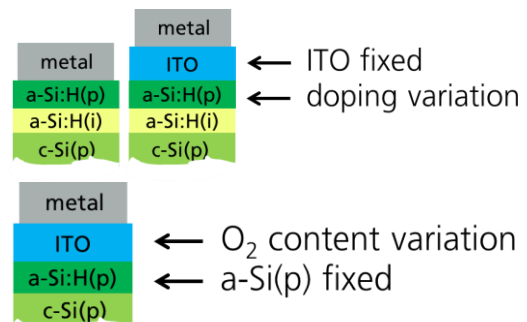 metal
metal
ITO
← ITO fixed
a-Si:H(p)
a-Si:H(p)
← doping variation
a-Si:H(i)
a-Si:H(i)
c-Si(p)
c-Si(p)
metal
ITO
← O₂ content variation
a-Si:H(p)
← a-Si(p) fixed
c-Si(p)